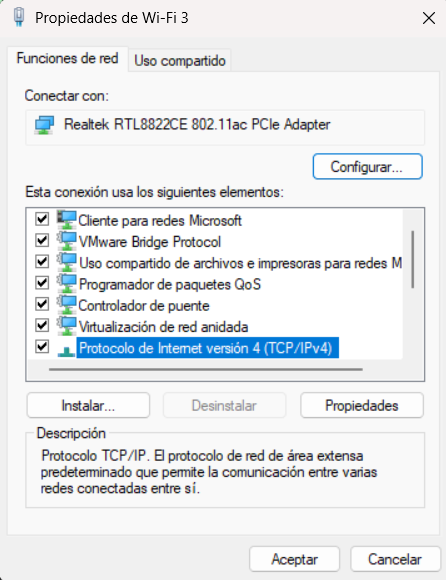 Propiedades de Wi-Fi 3
Funciones de red
Uso compartido
Conectar con:
Realtek RTL8822CE 802.11ac PCIe Adapter
Configurar...
Esta conexión usa los siguientes elementos:
Cliente para redes Microsoft
VMware Bridge Protocol
Uso compartido de archivos e impresoras para redes M
Programador de paquetes QoS
Controlador de puente
Virtualización de red anidada
Protocolo de Internet versión 4 (TCP/IPv4)
Instalar...
Desinstalar
Propiedades
Descripción
Protocolo TCP/IP. El protocolo de red de área extensa
predeterminado que permite la comunicación entre varias
redes conectadas entre sí.
Aceptar
Cancelar